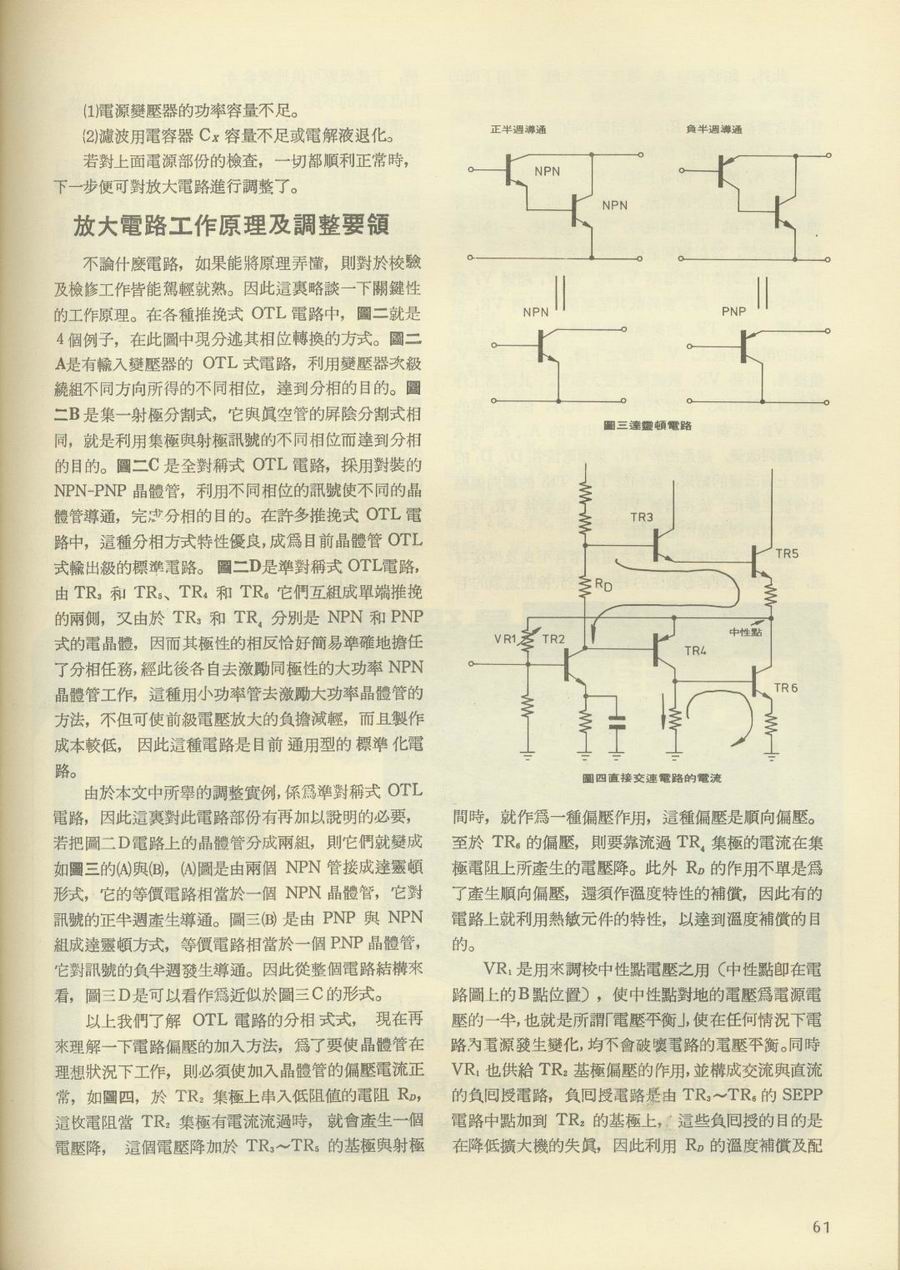 ⑴電源變壓器的功率容量不足。
⑵濾波用電容器 Cx 容量不足或電解液退化。
若對上面電源部份的檢查，一切都順利正常時，
下一步便可對放大電路進行調整了。
放大電路工作原理及調整要領
不論什麽電路，如果能將原理弄懂，則對於校驗
及檢修工作皆能駕輕就熟。因此這裏略談一下關鍵性
的工作原理。在各種推挽式 OTL 電路中，圖二就是
4 個例子，在此圖中現分述其相位轉換的方式。圖二
A是有輸入變壓器的 OTL 式電路，利用變壓器次級
繞組不同方向所得的不同相位，達到分相的目的。圖
二B 是集一射極分割式，它與眞空管的屏陰分割式相
同，就是利用集極與射極訊號的不同相位而達到分相
的目的。圖二C 是全對稱式 OTL 電路，採用對裝的
NPN-PNP 晶體管，利用不同相位的訊號使不同的晶
體管導通，完成分相的目的。在許多推挽式 OTL 電
路中，這種分相方式特性優良，成爲目前晶體管 OTL
式輸出級的標準電路。圖二D是準對稱式 OTL電路，
由 TR₃ 和 TR₅、TR₄ 和 TR₆ 它們互組成單端推挽
的兩側，又由於 TR₃ 和 TR₄ 分別是 NPN 和 PNP
式的電晶體，因而其極性的相反恰好簡易準確地擔任
了分相任務，經此後各自去激勵同極性的大功率 NPN
晶體管工作，這種用小功率管去激勵大功率晶體管的
方法，不但可使前級電壓放大的負擔減輕，而且製作
成本較低，因此這種電路是目前通用型的標準化電
路。
由於本文中所舉的調整實例，係爲準對稱式 OTL
電路，因此這裏對此電路部份有再加以說明的必要，
若把圖二D電路上的晶體管分成兩組，則它們就變成
如圖三的(A)與(B)，(A)圖是由兩個 NPN 管接成達靈頓
形式，它的等價電路相當於一個 NPN 晶體管，它對
訊號的正半週產生導通。圖三(B) 是由 PNP 與 NPN
組成達靈頓方式，等價電路相當於一個 PNP 晶體管，
它對訊號的負半週發生導通。因此從整個電路結構來
看，圖三D是可以看作爲近似於圖三C的形式。
以上我們了解 OTL 電路的分相式式，現在再
來理解一下電路偏壓的加入方法，爲了要使晶體管在
理想狀況下工作，則必須使加入晶體管的偏壓電流正
常，如圖四，於 TR₂ 集極上串入低阻値的電阻 RD，
這枚電阻當 TR₂ 集極有電流流過時，就會產生一個
電壓降，這個電壓降加於 TR₃～TR₅ 的基極與射極
正半週導通
負半週導通
NPN
NPN
NPN
PNP
圖三達靈頓電路
TR3
TR5
RD
VR1
TR2
中性點
TR4
TR6
圖四直接交連電路的電流
間時，就作爲一種偏壓作用，這種偏壓是順向偏壓。
至於 TR₆ 的偏壓，則要靠流過 TR₄ 集極的電流在集
極電阻上所產生的電壓降。此外 RD 的作用不單是爲
了產生順向偏壓，還須作溫度特性的補償，因此有的
電路上就利用熱敏元件的特性，以達到溫度補償的目
的。
VR₁ 是用來調校中性點電壓之用（中性點卽在電
路圖上的B點位置），使中性點對地的電壓爲電源電
壓的一半，也就是所謂「電壓平衡」，使在任何情況下電
路內電源發生變化，均不會破壞電路的電壓平衡。同時
VR₁ 也供給 TR₂ 基極偏壓的作用，並構成交流與直流
的負囘授電路，負囘授電路是由 TR₃～TR₆ 的 SEPP
電路中點加到 TR₂ 的基極上，這些負囘授的目的是
在降低擴大機的失眞，因此利用 RD 的溫度補償及配
61